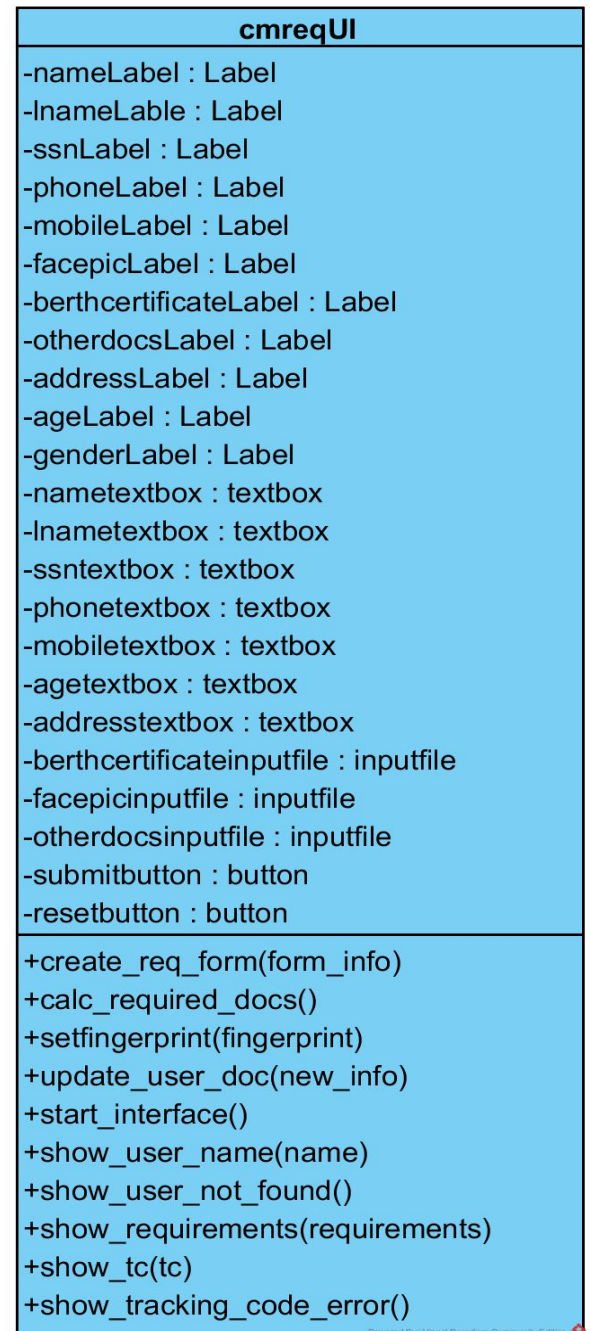 cmreqUI
-nameLabel : Label
-lnameLable : Label
-ssnLabel : Label
-phoneLabel : Label
-mobileLabel : Label
-facepicLabel : Label
-berthcertificateLabel : Label
-otherdocsLabel : Label
-addressLabel : Label
-ageLabel : Label
-genderLabel : Label
-nametextbox : textbox
-lnametextbox : textbox
-ssntextbox : textbox
-phonetextbox : textbox
-mobiletextbox : textbox
-agetextbox : textbox
-addresstextbox : textbox
-berthcertificateinputfile : inputfile
-facepicinputfile : inputfile
-otherdocsinputfile : inputfile
-submitbutton : button
-resetbutton : button
+create_req_form(form_info)
+calc_required_docs()
+setfingerprint(fingerprint)
+update_user_doc(new_info)
+start_interface()
+show_user_name(name)
+show_user_not_found()
+show_requirements(requirements)
+show_tc(tc)
+show_tracking_code_error()